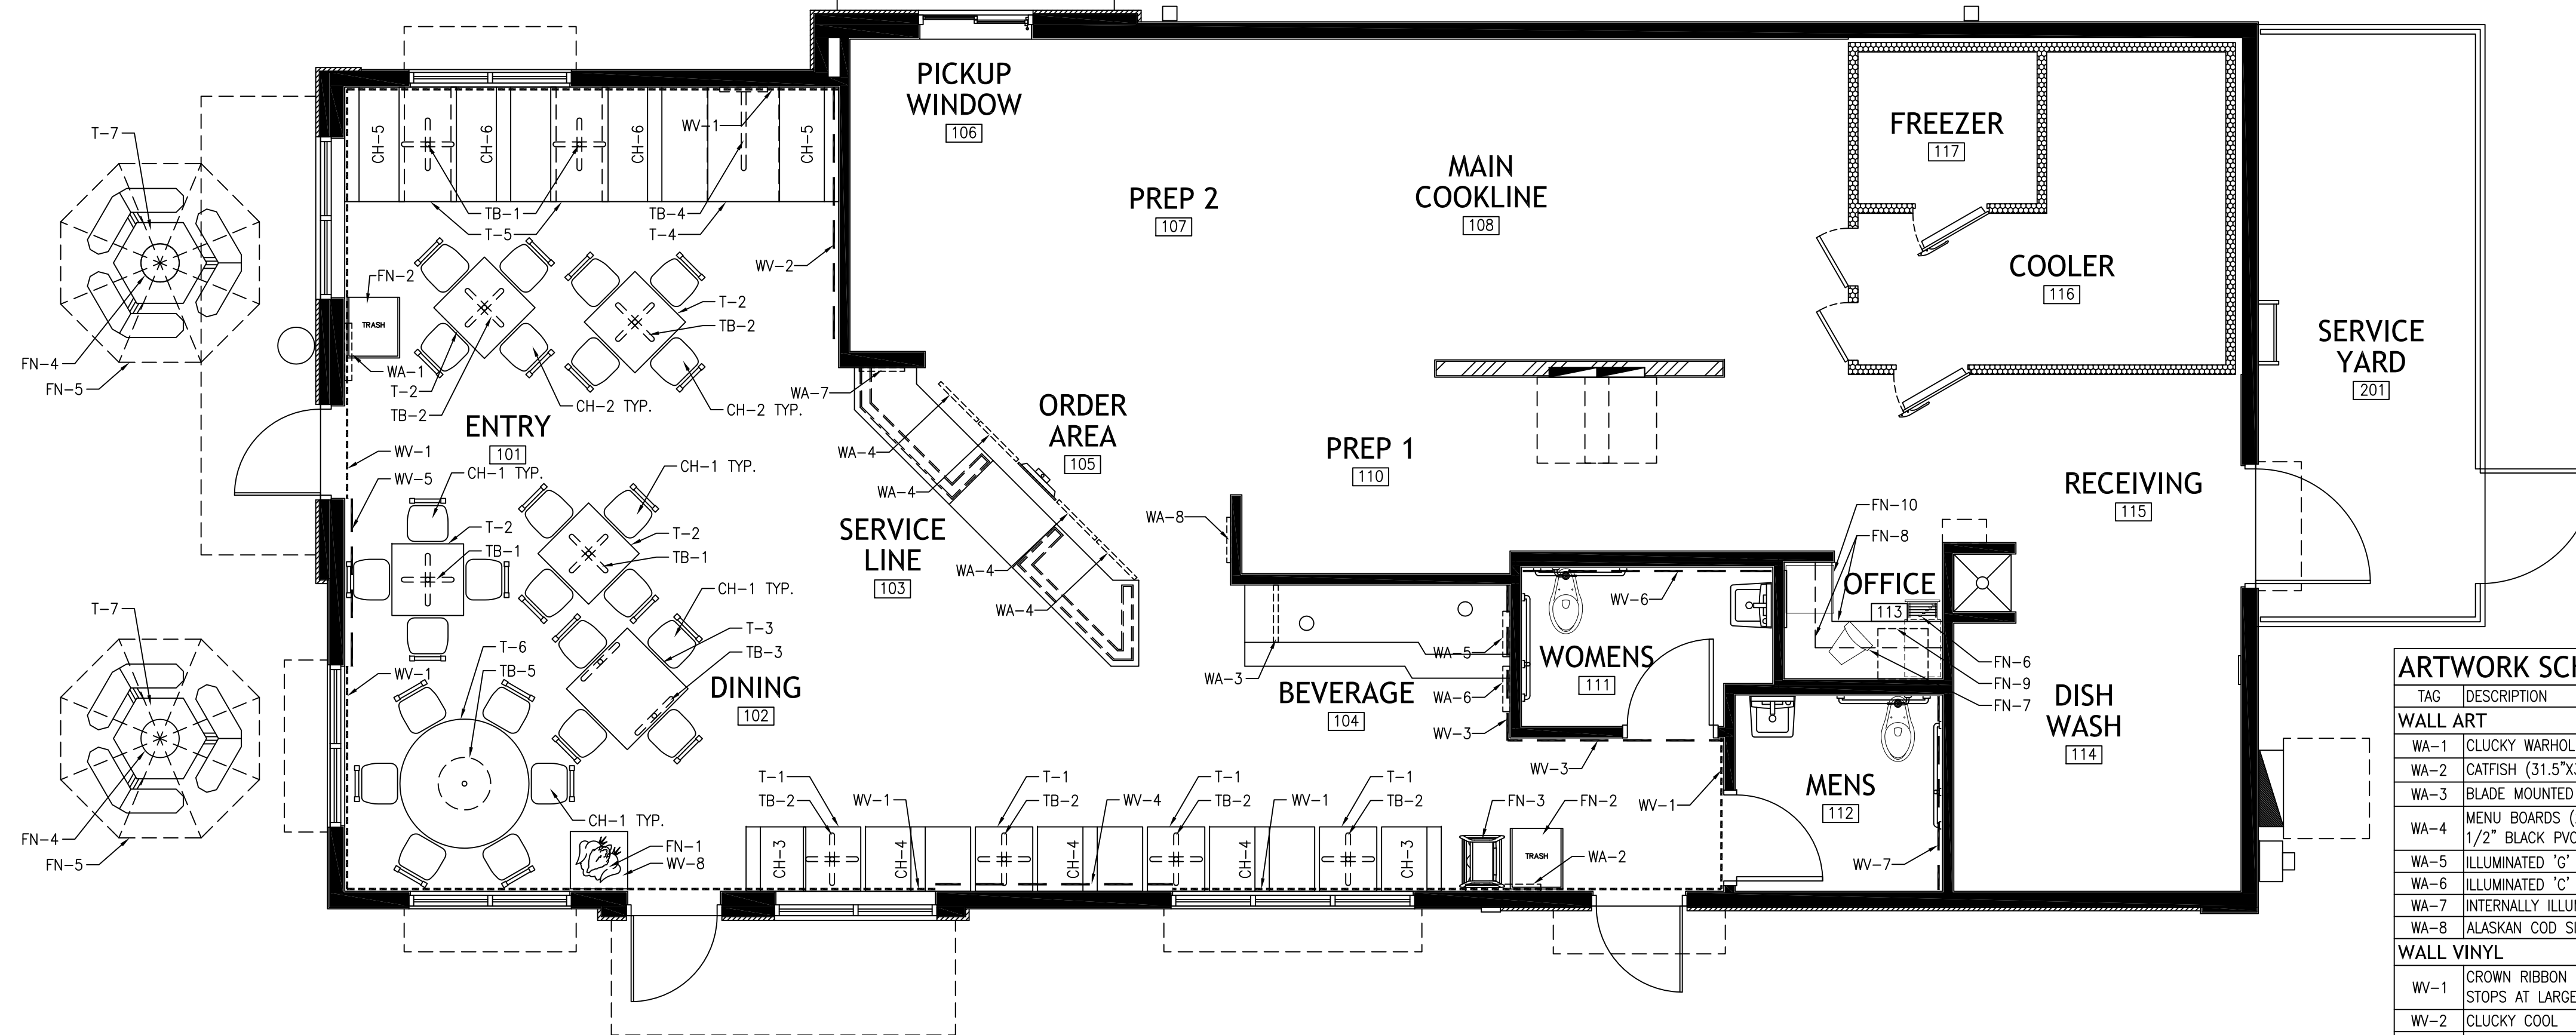 PICKUP
WINDOW
106
FREEZER
117
T-7
CH-5
CH-6
CH-6
WV-1
CH-5
MAIN
COOKLINE
108
PREP 2
107
TB-1
TB-4
T-5
T-4
WV-2
COOLER
116
FN-2
T-2
TB-2
TRASH
SERVICE
YARD
201
FN-4
FN-5
WA-1
T-2
TB-2
CH-2 TYP.
CH-2 TYP.
WA-7
ORDER
AREA
105
ENTRY
101
WV-1
WV-5
CH-1 TYP.
CH-1 TYP.
WA-4
WA-4
PREP 1
110
RECEIVING
115
T-2
TB-1
T-2
TB-1
SERVICE
LINE
103
WA-8
WA-4
WA-4
FN-10
FN-8
OFFICE
113
T-7
CH-1 TYP.
T-3
TB-3
T-6
TB-5
WV-1
WV-6
WOMENS
111
WA-5
WA-3
WA-6
WV-3
BEVERAGE
104
DINING
102
FN-6
FN-9
FN-7
DISH
WASH
114
WV-3
MENS
112
WV-7
FN-4
FN-5
CH-1 TYP.
FN-1
WV-8
T-1
TB-2
WV-1
T-1
TB-2
WV-4
T-1
TB-2
WV-1
T-1
TB-2
FN-3
FN-2
WV-1
CH-3
CH-4
CH-4
CH-4
CH-3
TRASH
WA-2
ARTWORK SCH
TAG DESCRIPTION
WALL ART
WA-1 CLUCKY WARHOL
WA-2 CATFISH (31.5"X
WA-3 BLADE MOUNTED
WA-4 MENU BOARDS (
1/2" BLACK PVC
WA-5 ILLUMINATED 'G'
WA-6 ILLUMINATED 'C'
WA-7 INTERNALLY ILLU
WA-8 ALASKAN COD S
WALL VINYL
WV-1 CROWN RIBBON
STOPS AT LARGE
WV-2 CLUCKY COOL